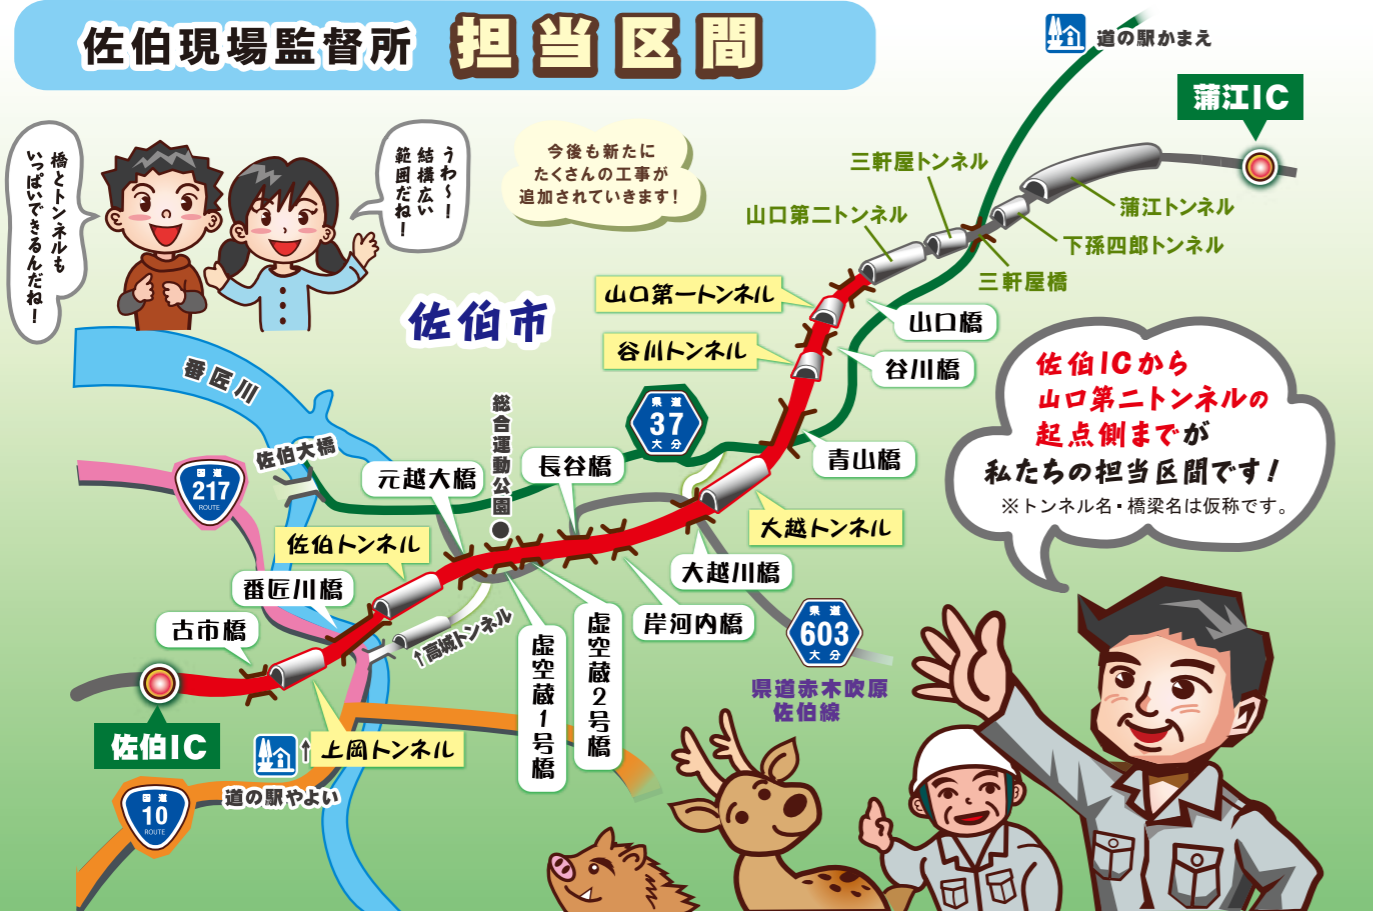 佐伯現場監督所 担当区間
道の駅かまえ
蒲江IC
橋とトンネルも
いっぱいできるんだね！
うわ～！
結構広い
範囲だね！
今後も新たに
たくさんの工事が
追加されていきます！
三軒屋トンネル
山口第二トンネル
蒲江トンネル
下孫四郎トンネル
三軒屋橋
山口第一トンネル
山口橋
谷川トンネル
谷川橋
佐伯市
番匠川
佐伯大橋
国道
217
ROUTE
元越大橋
総合運動公園
長谷橋
県道
37
大分
青山橋
大越トンネル
佐伯ICから
山口第二トンネルの
起点側までが
私たちの担当区間です！
※トンネル名・橋梁名は仮称です。
佐伯トンネル
番匠川橋
古市橋
大越川橋
岸河内橋
虚空蔵2号橋
虚空蔵1号橋
↑高城トンネル
県道
603
大分
県道赤木吹原
佐伯線
佐伯IC
↑
上岡トンネル
道の駅やよい
国道
10
ROUTE